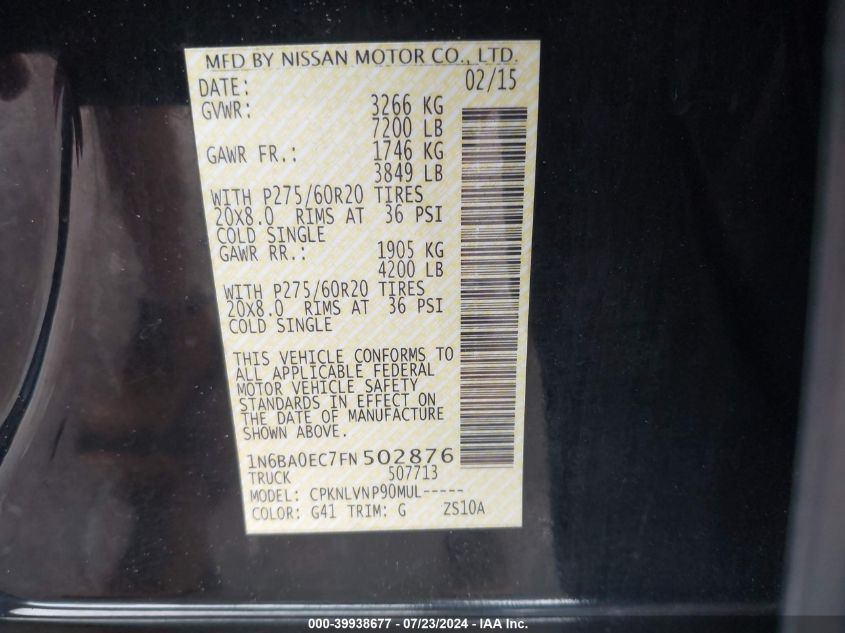 MFD BY NISSAN MOTOR CO., LTD.
DATE: 02/15
GVWR: 3266 KG
7200 LB
GAWR FR.: 1746 KG
3849 LB
WITH P275/60R20 TIRES
20X8.0 RIMS AT 36 PSI
COLD SINGLE
GAWR RR.: 1905 KG
4200 LB
WITH P275/60R20 TIRES
20X8.0 RIMS AT 36 PSI
COLD SINGLE
THIS VEHICLE CONFORMS TO
ALL APPLICABLE FEDERAL
MOTOR VEHICLE SAFETY
STANDARDS IN EFFECT ON
THE DATE OF MANUFACTURE
SHOWN ABOVE.
1N6BA0EC7FN502876
TRUCK 507713
MODEL: CPKNLVNP90MUL-----
COLOR: G41 TRIM: G ZS10A
000-39938677 - 07/23/2024 - IAA Inc.